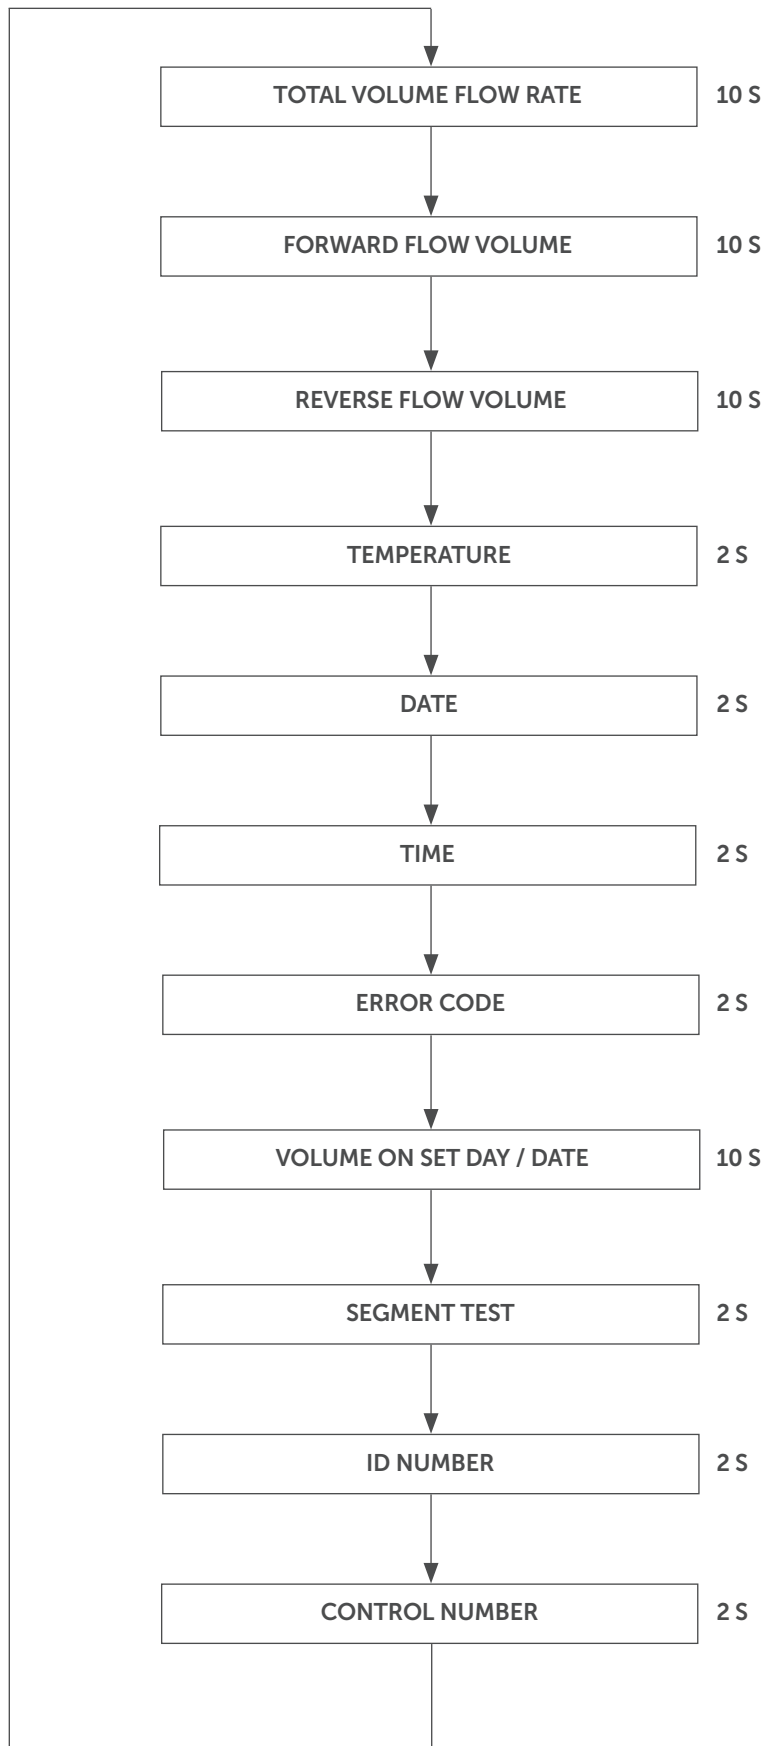 TOTAL VOLUME FLOW RATE 10 S
FORWARD FLOW VOLUME 10 S
REVERSE FLOW VOLUME 10 S
TEMPERATURE 2 S
DATE 2 S
TIME 2 S
ERROR CODE 2 S
VOLUME ON SET DAY / DATE 10 S
SEGMENT TEST 2 S
ID NUMBER 2 S
CONTROL NUMBER 2 S